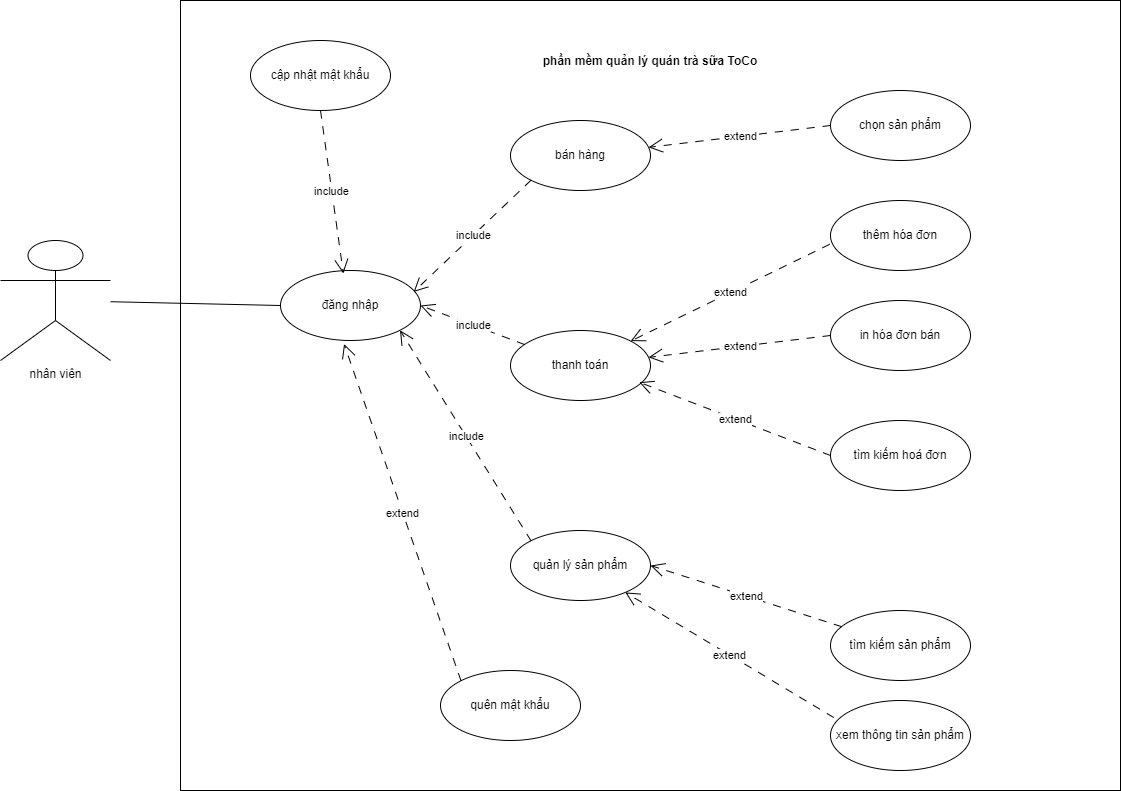 phần mềm quản lý quán trà sữa ToCo
cập nhật mật khẩu
chọn sản phẩm
extend
bán hàng
include
thêm hóa đơn
include
extend
đăng nhập
include
in hóa đơn bán
extend
thanh toán
nhân viên
extend
tìm kiếm hoá đơn
include
extend
quản lý sản phẩm
extend
tìm kiếm sản phẩm
extend
quên mật khẩu
xem thông tin sản phẩm